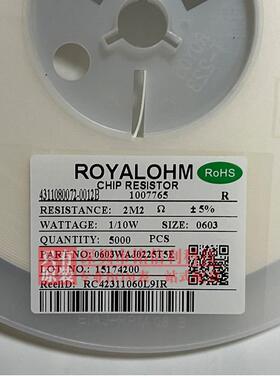 ROYALOHM
RoHS
CHIP RESISTOR
4311080072-0012B 1007765 R
RESISTANCE: 2M2 Ω ±5%
WATTAGE: 1/10W SIZE: 0603
QUANTITY: 5000 PCS
PART NO: 0603WAJ0225T5E
LOT NO: 15174200
ReelID: RC42311060L9IR